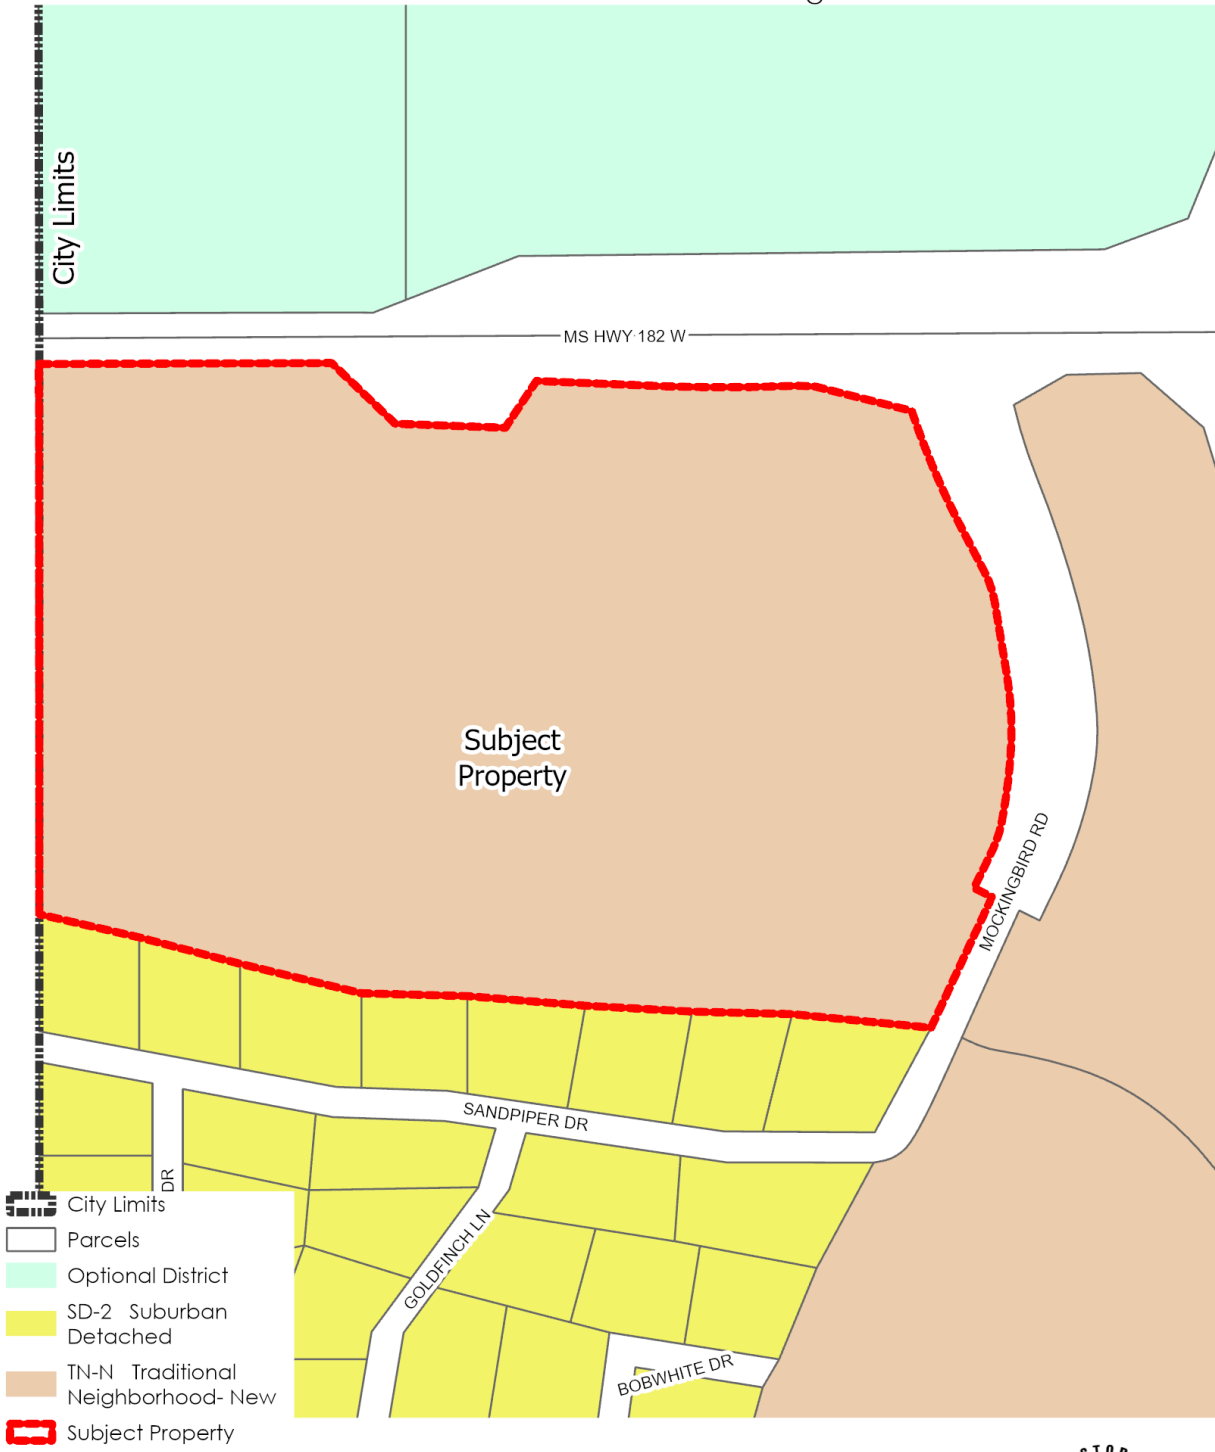 City Limits
MS HWY 182 W
Subject
Property
MOCKINGBIRD RD
SANDPIPER DR
DR
GOLDFINCH LN
BOBWHITE DR
City Limits
Parcels
Optional District
SD-2 Suburban
Detached
TN-N Traditional
Neighborhood- New
Subject Property